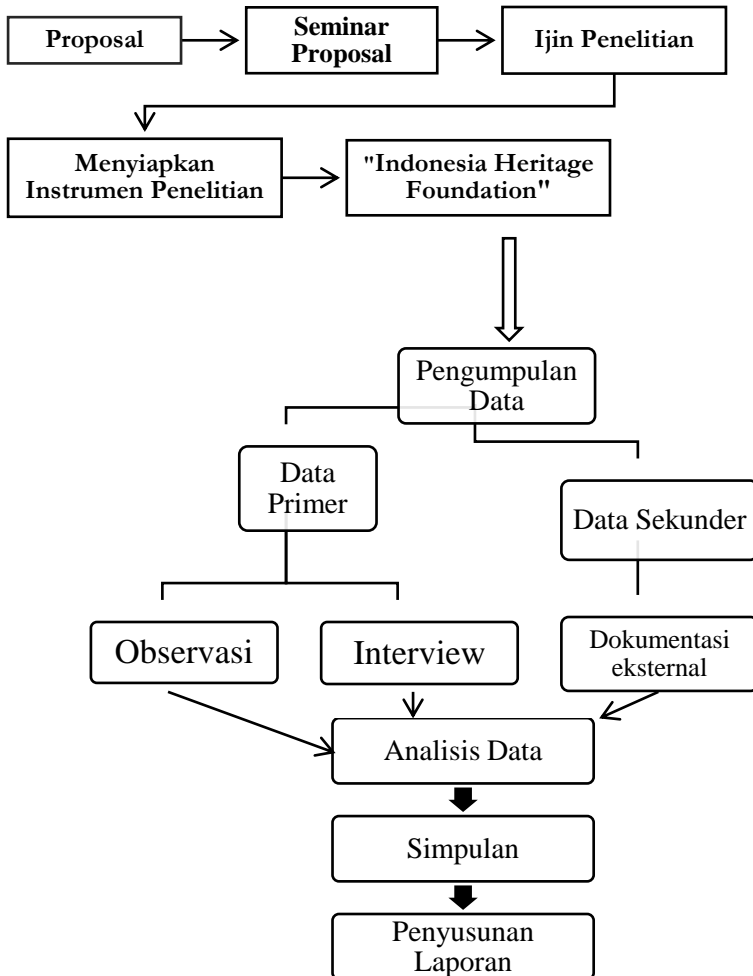 Proposal
Seminar
Proposal
Ijin Penelitian
Menyiapkan
Instrumen Penelitian
"Indonesia Heritage
Foundation"
Pengumpulan
Data
Data
Primer
Data Sekunder
Observasi
Interview
Dokumentasi
eksternal
Analisis Data
Simpulan
Penyusunan
Laporan